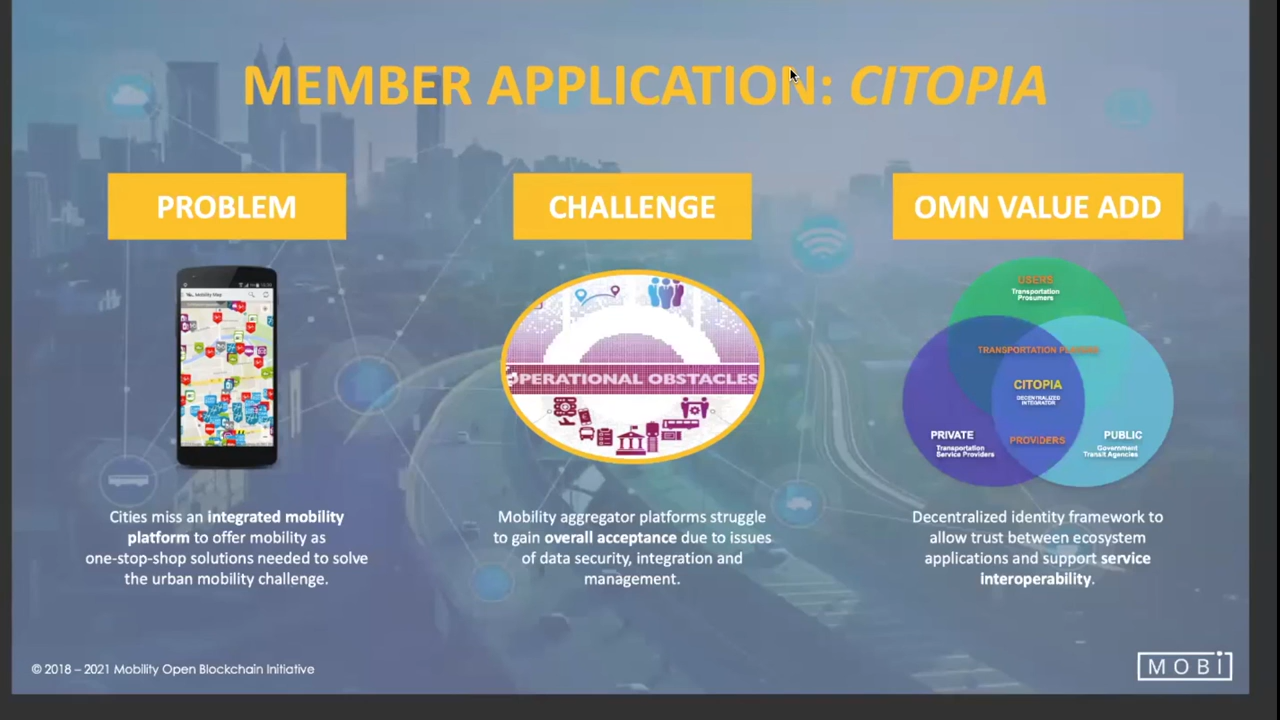 MEMBER APPLICATION: CITOPIA
PROBLEM
Mobility Map
Cities miss an integrated mobility
platform to offer mobility as
one-stop-shop solutions needed to solve
the urban mobility challenge.
CHALLENGE
OPERATIONAL OBSTACLES
Mobility aggregator platforms struggle
to gain overall acceptance due to issues
of data security, integration and
management.
OMN VALUE ADD
USERS
Transportation
Prosumers
TRANSPORTATION
CITOPIA
DECENTRALIZED
INTEGRATOR
PRIVATE
Transportation
Service Providers
PROVIDERS
PUBLIC
Government
Transit Agencies
Decentralized identity framework to
allow trust between ecosystem
applications and support service
interoperability.
© 2018 – 2021 Mobility Open Blockchain Initiative
MOBI